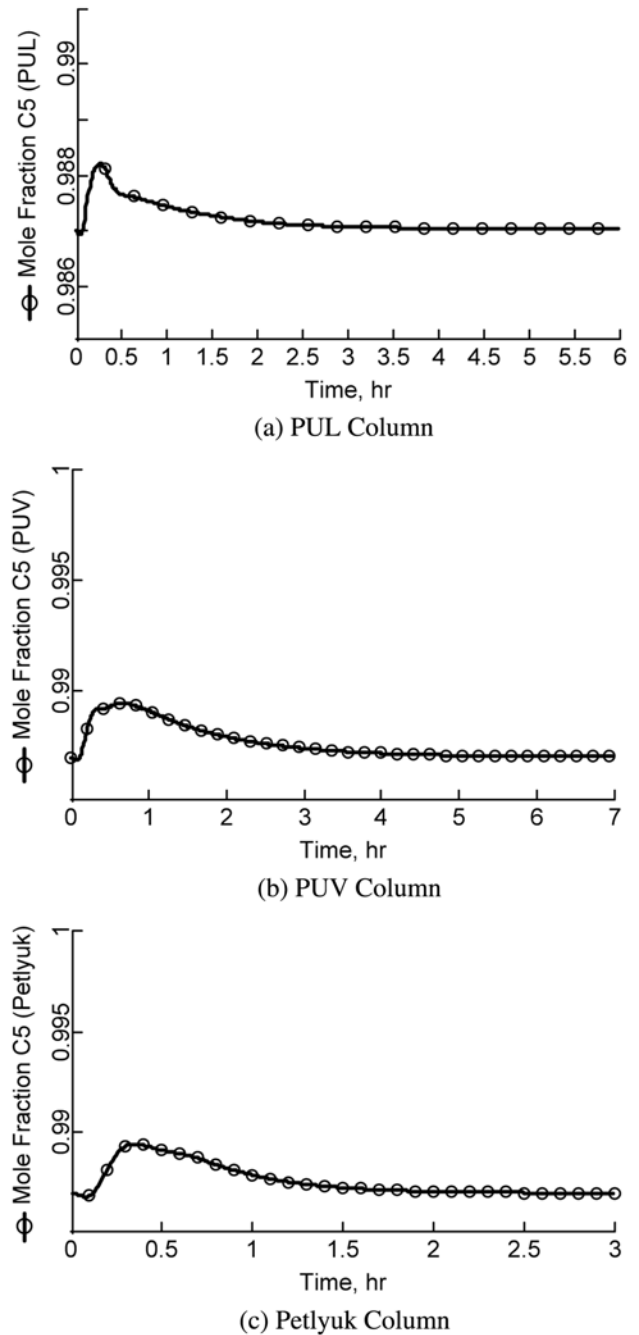 0.99
0.988
0.986
Mole Fraction C5 (PUL)
0 0.5 1 1.5 2 2.5 3 3.5 4 4.5 5 5.5 6
Time, hr
(a) PUL Column
1
0.995
0.99
Mole Fraction C5 (PUV)
0 1 2 3 4 5 6 7
Time, hr
(b) PUV Column
1
0.995
0.99
Mole Fraction C5 (Petlyuk)
0 0.5 1 1.5 2 2.5 3
Time, hr
(c) Petlyuk Column